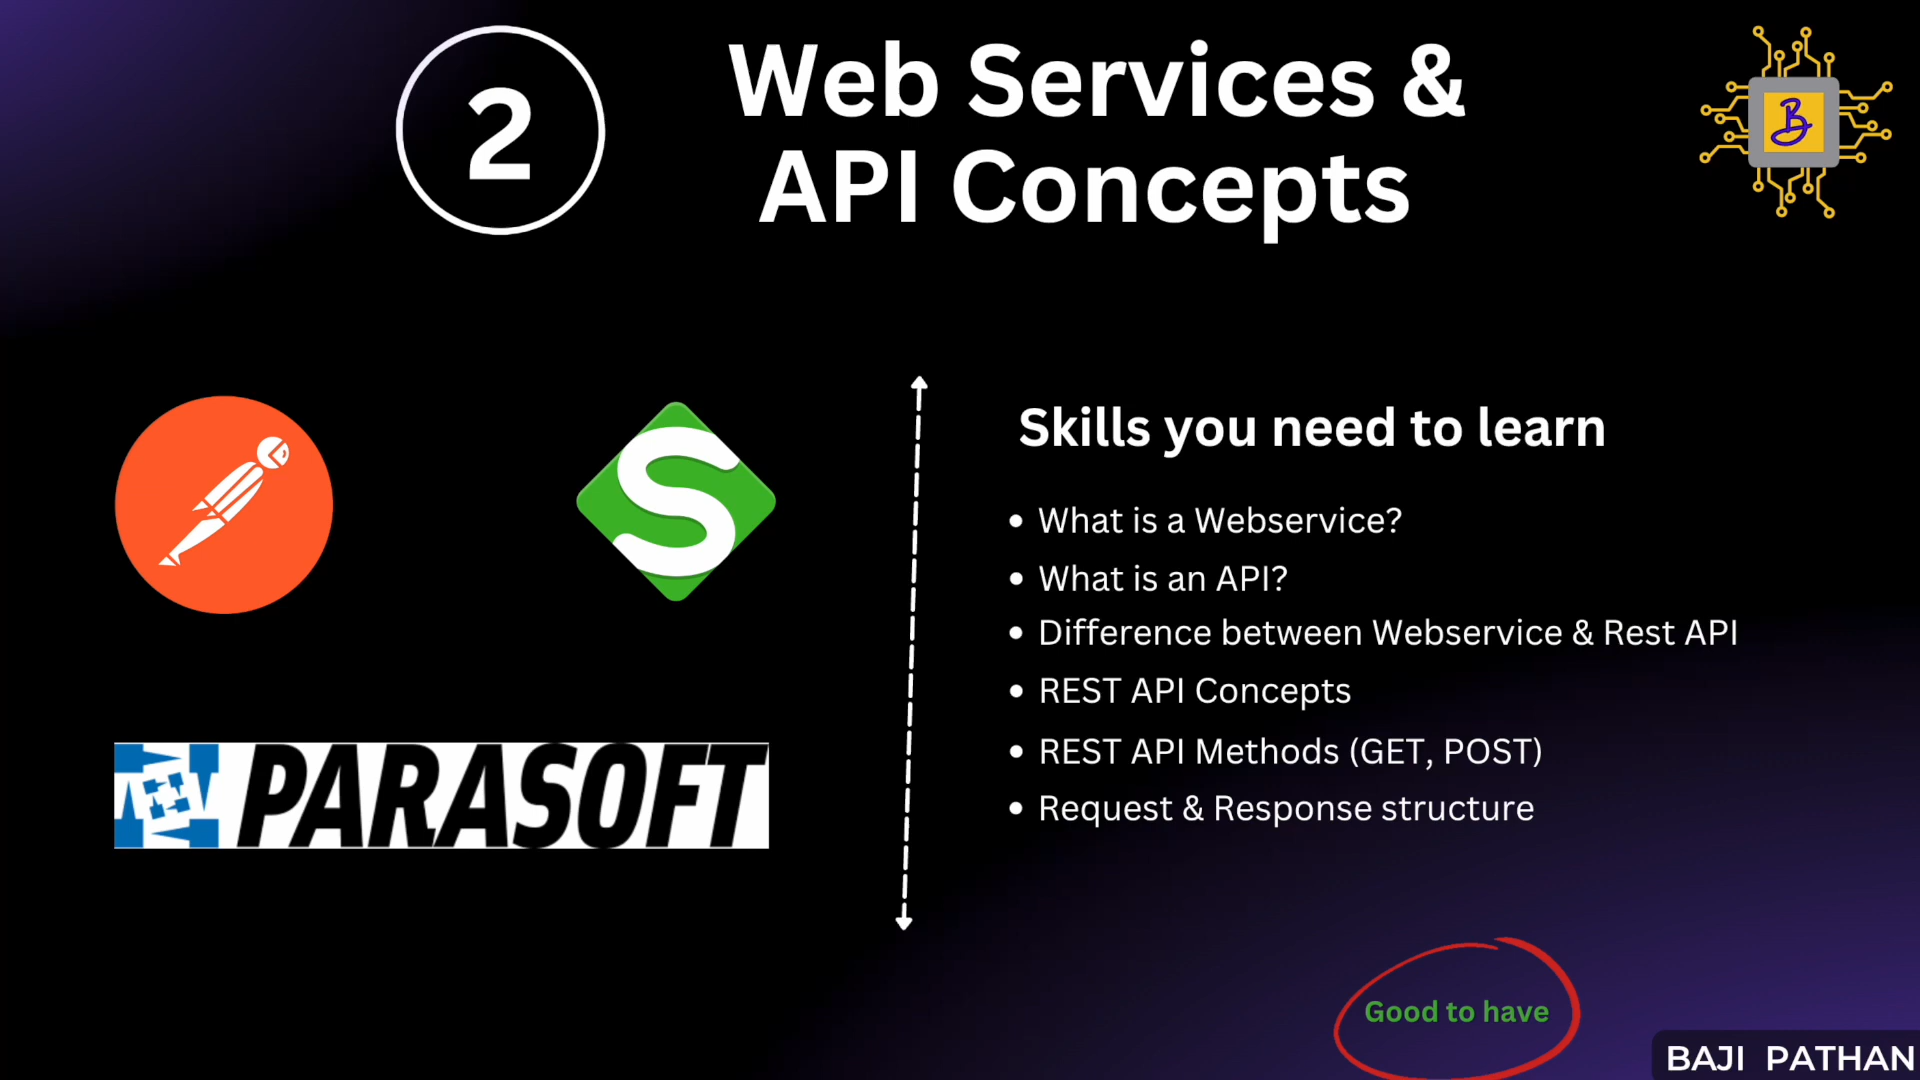 2
Web Services &
API Concepts
B
S
PARASOFT
Skills you need to learn
• What is a Webservice?
• What is an API?
• Difference between Webservice & Rest API
• REST API Concepts
• REST API Methods (GET, POST)
• Request & Response structure
Good to have
BAJI PATHAN